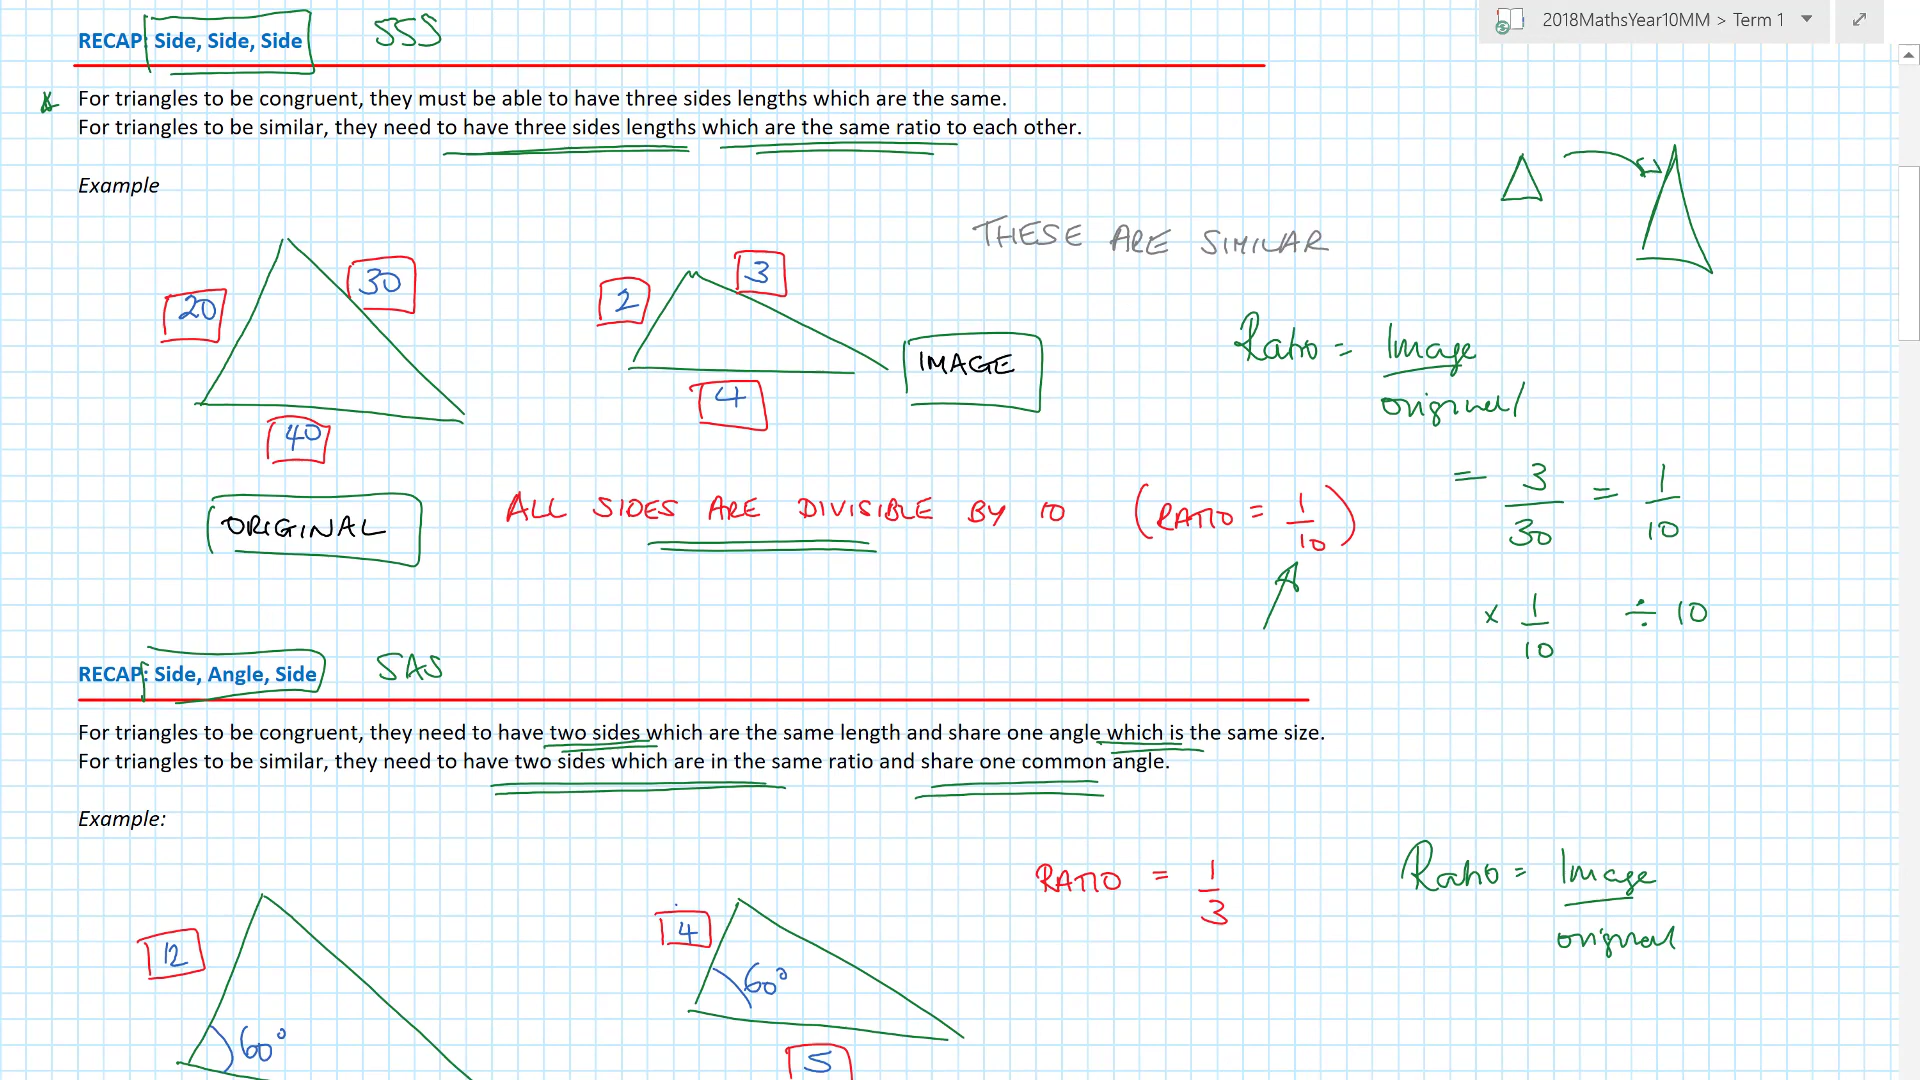 2018MathsYear10MM > Term 1
RECAP: Side, Side, Side SSS
For triangles to be congruent, they must be able to have three sides lengths which are the same.
For triangles to be similar, they need to have three sides lengths which are the same ratio to each other.
Example
THESE ARE SIMILAR
20 30 40
ORIGINAL
2 3 4
IMAGE
Ratio = Image
original
= 3/30 = 1/10
ALL SIDES ARE DIVISIBLE BY 10 (RATIO = 1/10)
× 1/10 ÷ 10
RECAP: Side, Angle, Side SAS
For triangles to be congruent, they need to have two sides which are the same length and share one angle which is the same size.
For triangles to be similar, they need to have two sides which are in the same ratio and share one common angle.
Example:
12 60°
4 60° 5
RATIO = 1/3
Ratio = Image
original